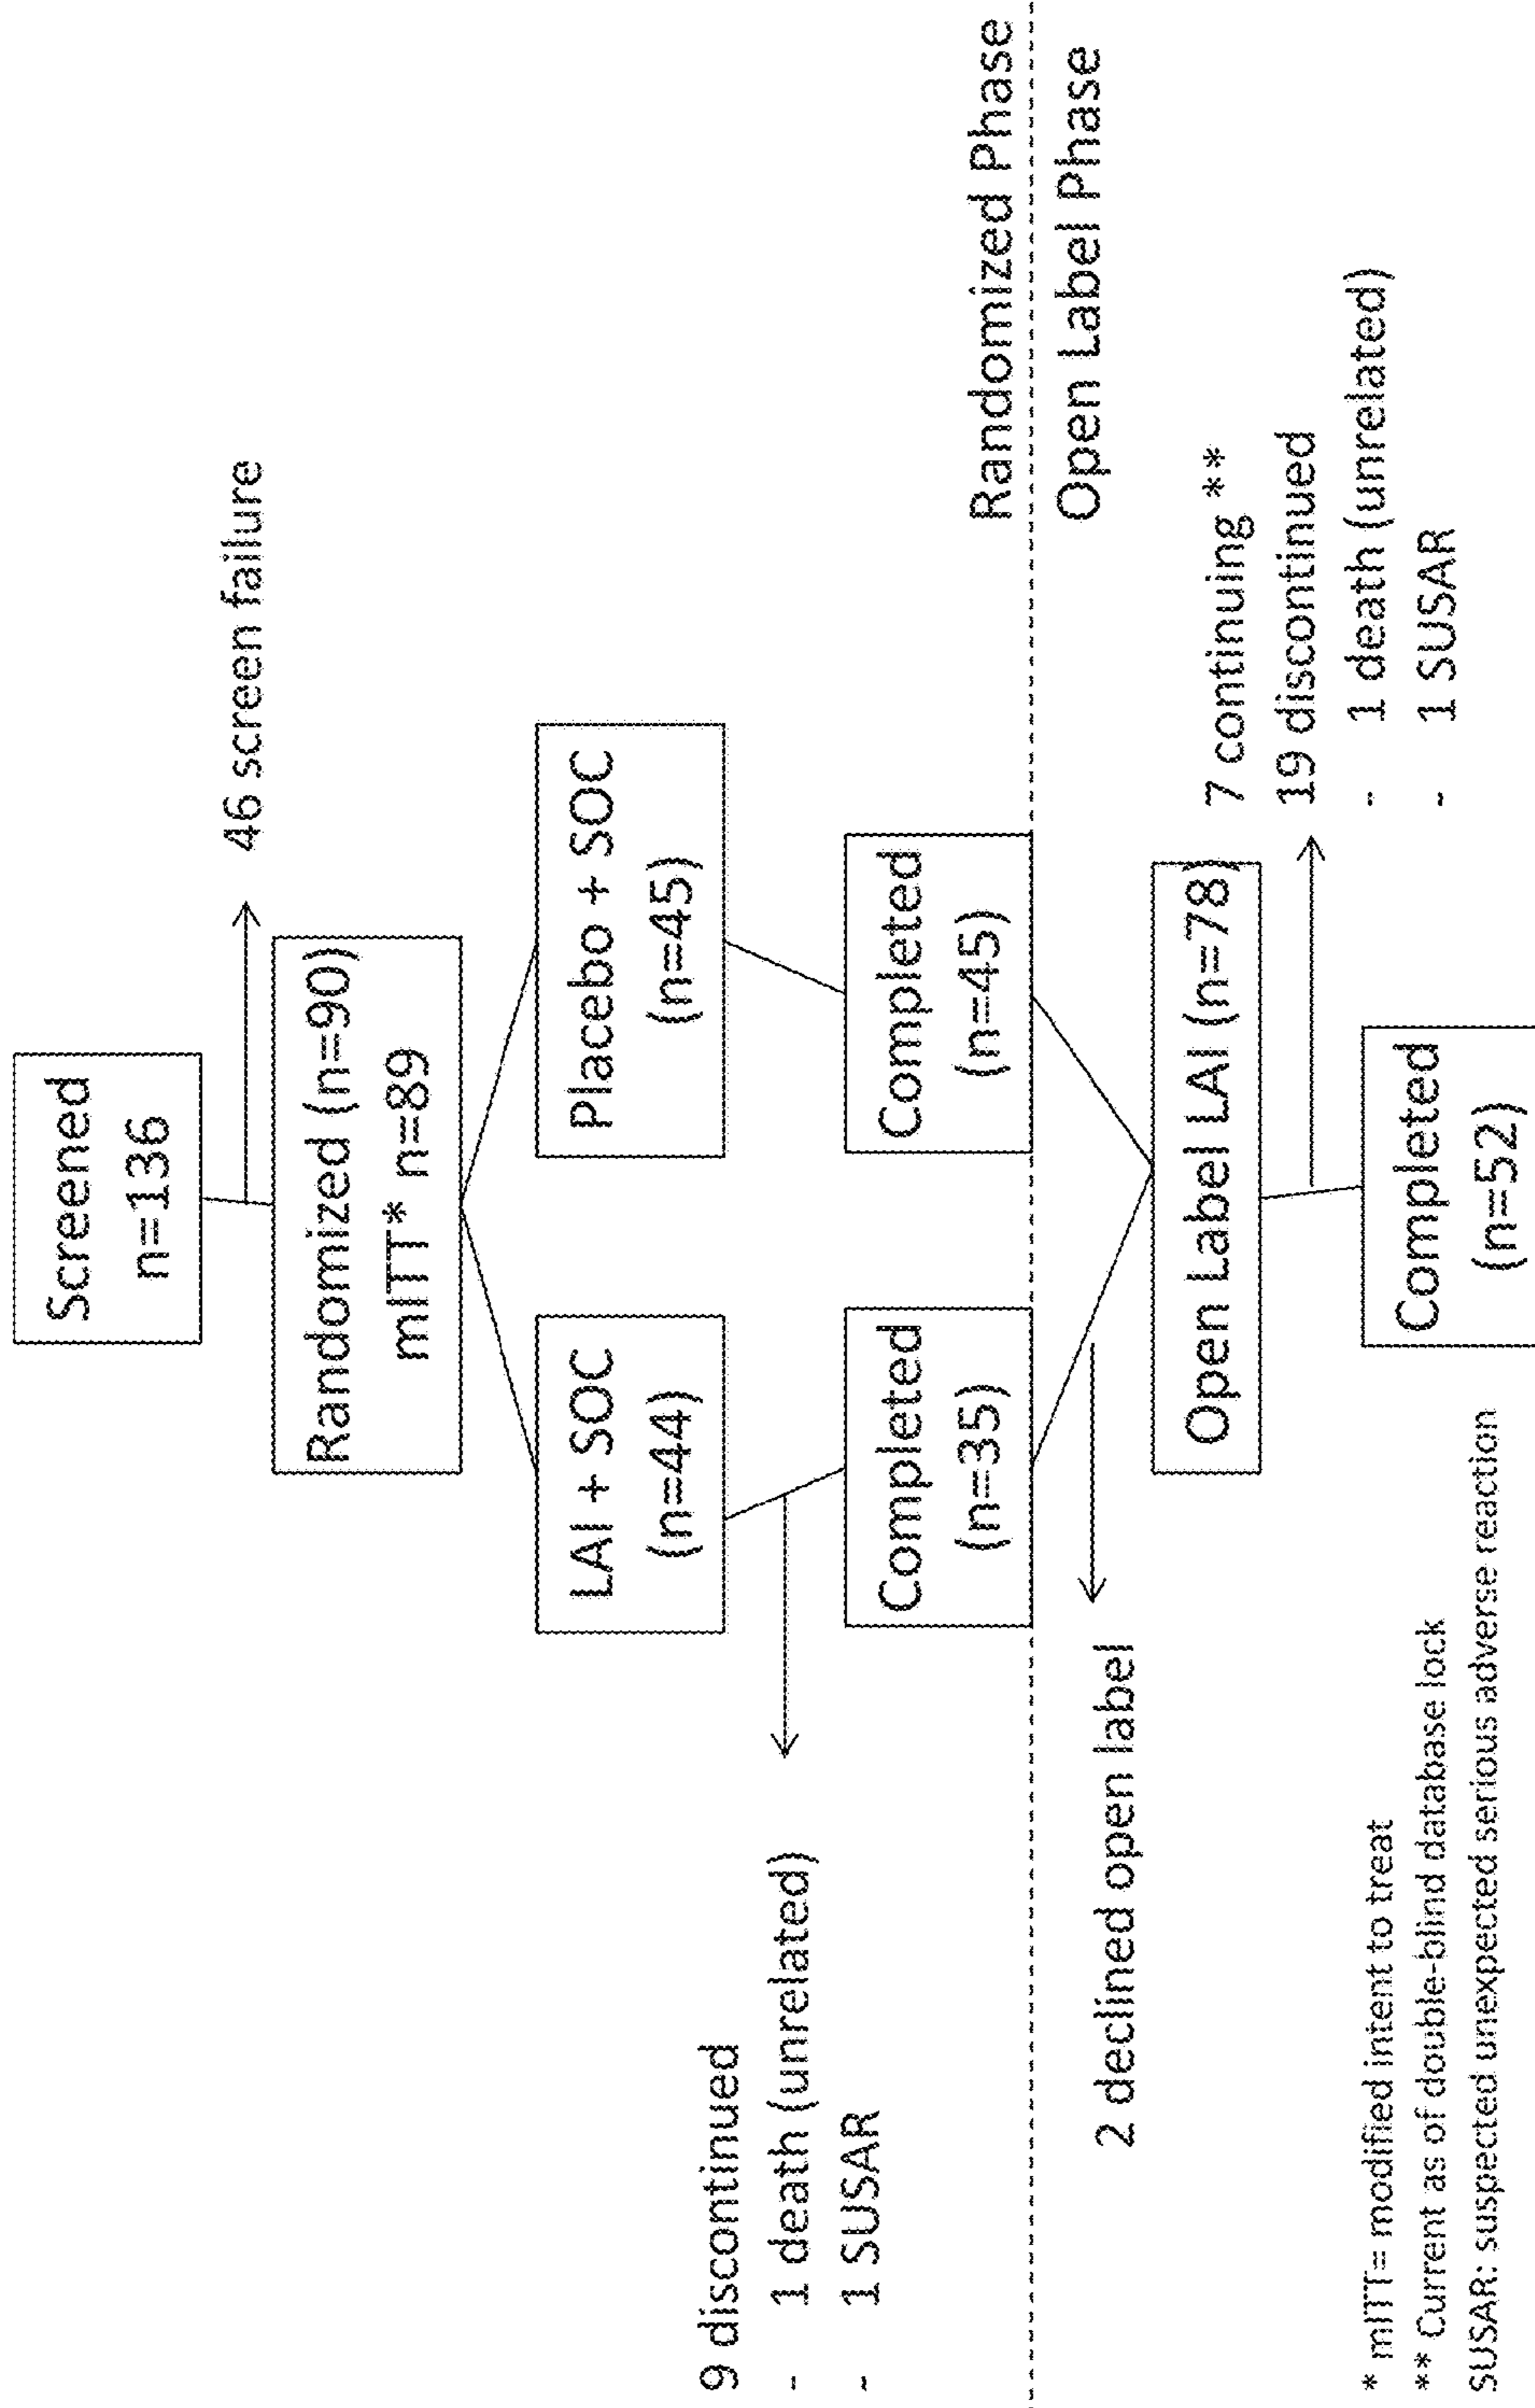 Screened
n=136
46 screen failure
Randomized (n=90)
mITT* n=89
LAI + SOC
(n=44)
Placebo + SOC
(n=45)
9 discontinued
- 1 death (unrelated)
- 1 SUSAR
Completed
(n=35)
Completed
(n=45)
Randomized Phase
Open Label Phase
2 declined open label
Open Label LAI (n=78)
7 continuing **
19 discontinued
- 1 death (unrelated)
- 1 SUSAR
Completed
(n=52)
* mITT= modified intent to treat
** Current as of double-blind database lock
SUSAR: suspected unexpected serious adverse reaction